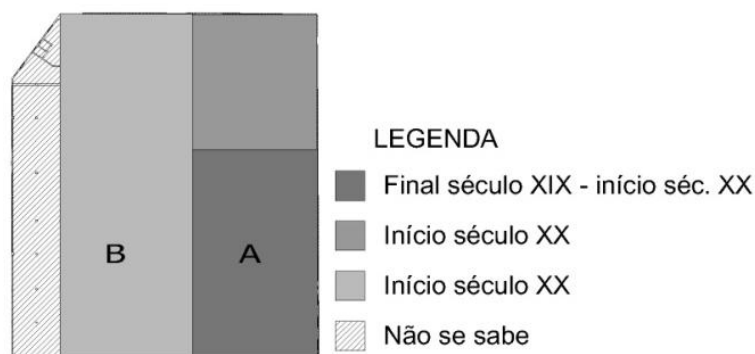 B
A
LEGENDA
Final século XIX - início séc. XX
Início século XX
Início século XX
Não se sabe